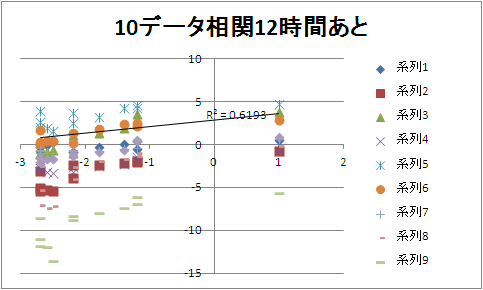 10データ相関12時間あと
10
5
R² = 0.6193
0
-3
-2
-1
0
1
2
-5
-10
-15
系列1
系列2
系列3
系列4
系列5
系列6
系列7
系列8
系列9